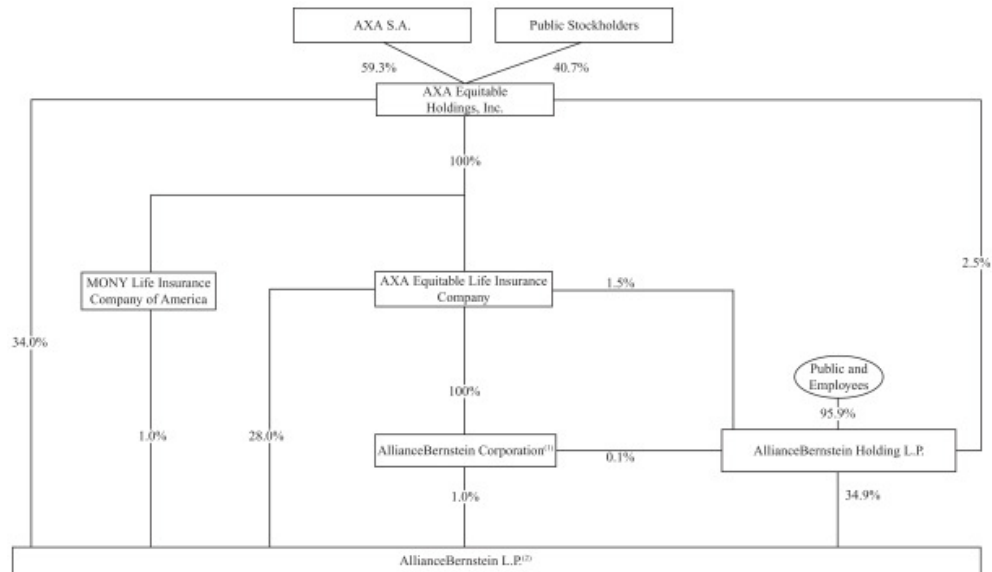 AXA S.A.
Public Stockholders
59.3%
40.7%
AXA Equitable
Holdings, Inc.
100%
2.5%
MONY Life Insurance
Company of America
AXA Equitable Life Insurance
Company
1.5%
34.0%
Public and
Employees
100%
95.9%
1.0%
28.0%
AllianceBernstein Corporation(1)
0.1%
AllianceBernstein Holding L.P.
1.0%
34.9%
AllianceBernstein L.P.(2)